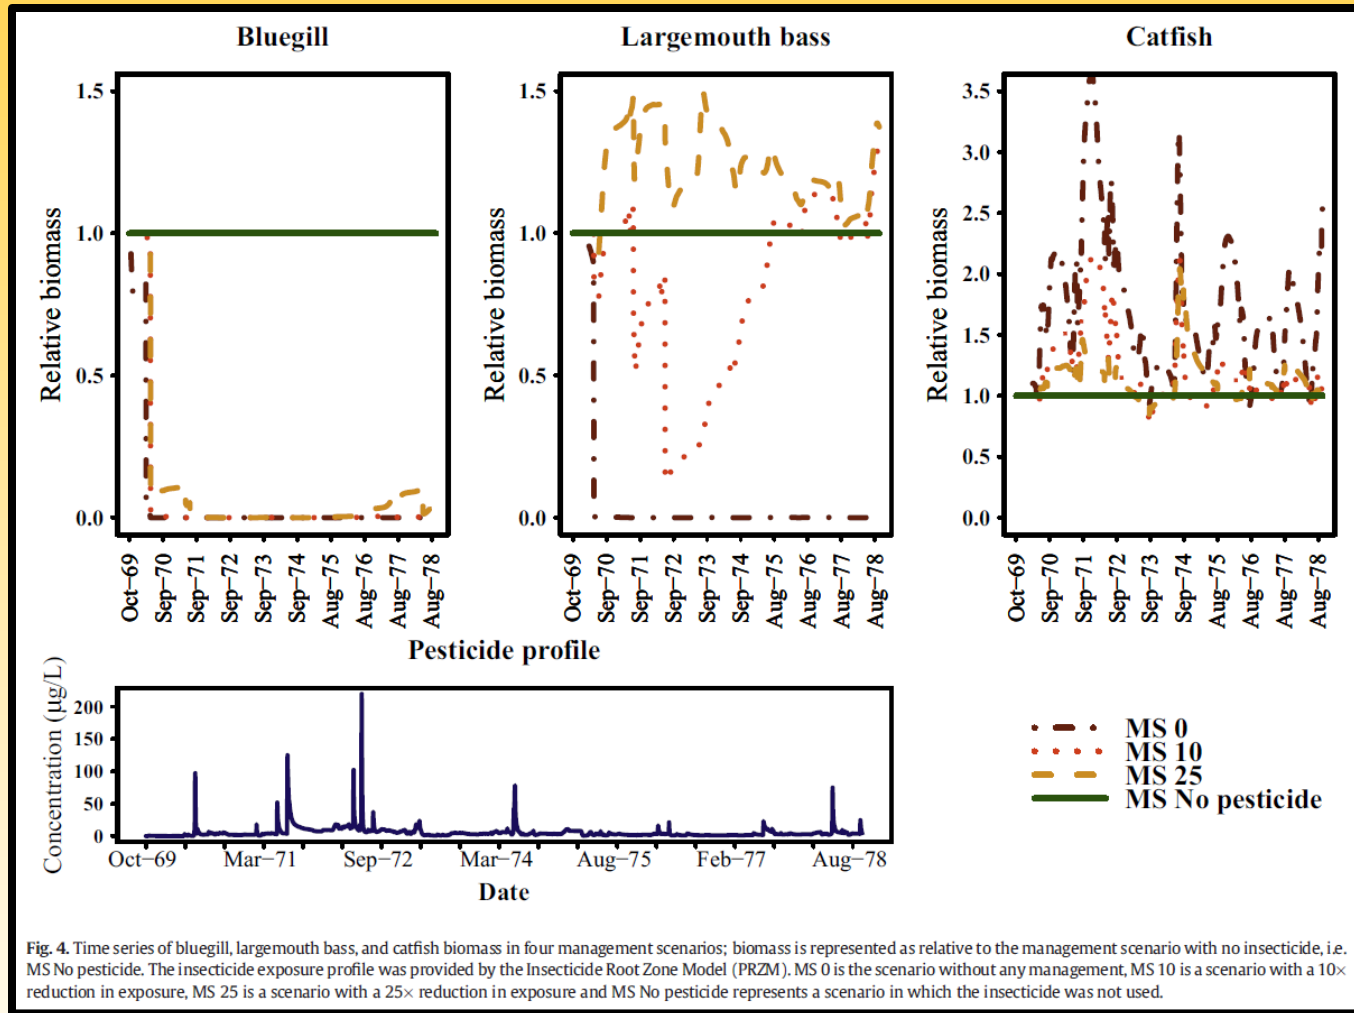 Bluegill
Largemouth bass
Catfish
Relative biomass
1.5
1.0
0.5
0.0
Oct–69
Sep–70
Sep–71
Sep–72
Sep–73
Sep–74
Aug–75
Aug–76
Aug–77
Aug–78
Relative biomass
1.5
1.0
0.5
0.0
Oct–69
Sep–70
Sep–71
Sep–72
Sep–73
Sep–74
Aug–75
Aug–76
Aug–77
Aug–78
Relative biomass
3.5
3.0
2.5
2.0
1.5
1.0
0.5
0.0
Oct–69
Sep–70
Sep–71
Sep–72
Sep–73
Sep–74
Aug–75
Aug–76
Aug–77
Aug–78
Pesticide profile
Concentration (µg/L)
200
150
100
50
0
Oct–69
Mar–71
Sep–72
Mar–74
Aug–75
Feb–77
Aug–78
Date
MS 0
MS 10
MS 25
MS No pesticide
Fig. 4. Time series of bluegill, largemouth bass, and catfish biomass in four management scenarios; biomass is represented as relative to the management scenario with no insecticide, i.e.
MS No pesticide. The insecticide exposure profile was provided by the Insecticide Root Zone Model (PRZM). MS 0 is the scenario without any management, MS 10 is a scenario with a 10×
reduction in exposure, MS 25 is a scenario with a 25× reduction in exposure and MS No pesticide represents a scenario in which the insecticide was not used.